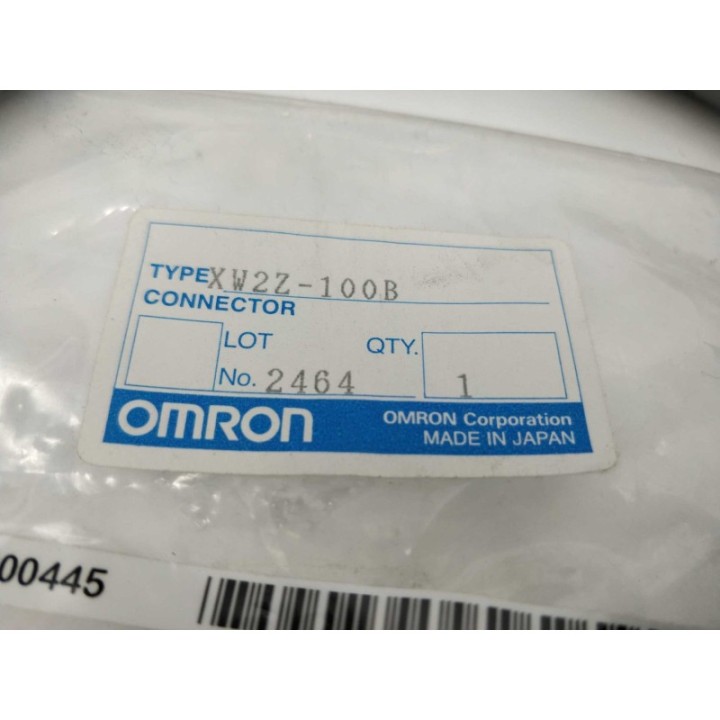 TYPE XW2Z-100B
CONNECTOR
LOT
No. 2464
QTY. 1
OMRON
OMRON Corporation
MADE IN JAPAN
00445